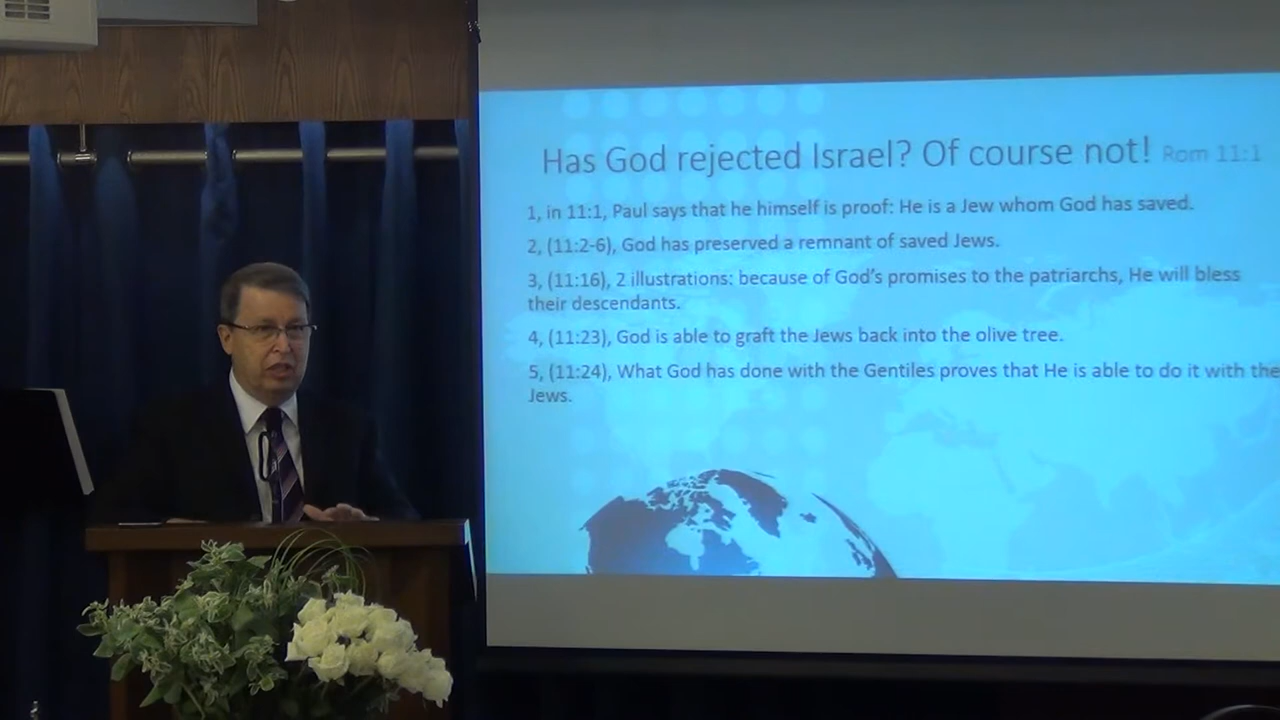 Has God rejected Israel? Of course not! Rom 11:1
1, in 11:1, Paul says that he himself is proof: He is a Jew whom God has saved.
2, (11:2-6), God has preserved a remnant of saved Jews.
3, (11:16), 2 illustrations: because of God's promises to the patriarchs, He will bless
their descendants.
4, (11:23), God is able to graft the Jews back into the olive tree.
5, (11:24), What God has done with the Gentiles proves that He is able to do it with the
Jews.